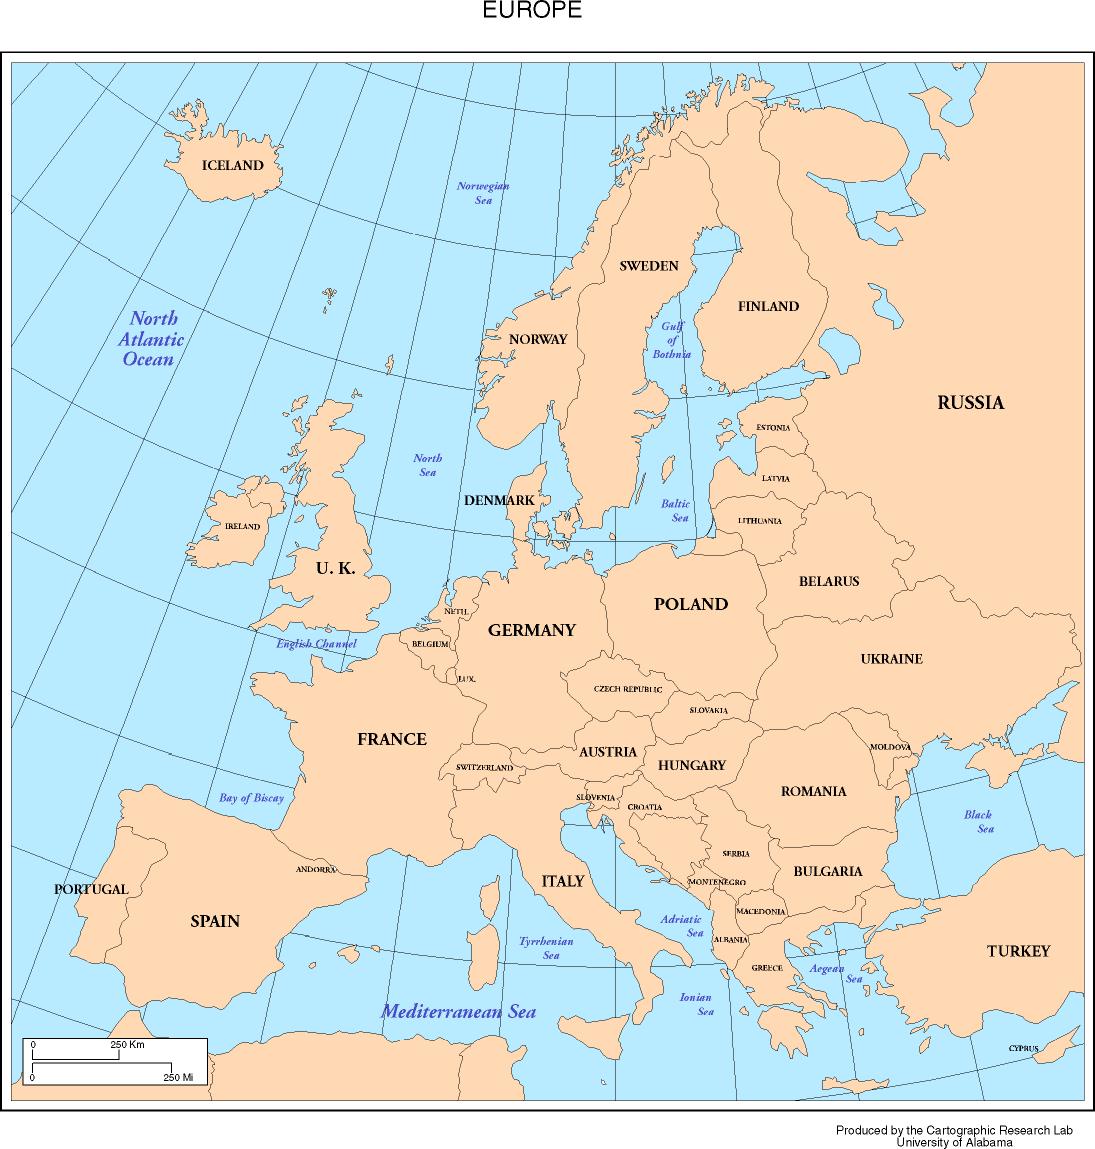 EUROPE
ICELAND
Norwegian
Sea
SWEDEN
FINLAND
North
Atlantic
Ocean
NORWAY
Gulf
of
Bothnia
RUSSIA
ESTONIA
North
Sea
LATVIA
DENMARK
Baltic
Sea
LITHUANIA
IRELAND
U. K.
BELARUS
POLAND
NETH.
GERMANY
English Channel
BELGIUM
UKRAINE
LUX.
CZECH REPUBLIC
SLOVAKIA
FRANCE
AUSTRIA
MOLDOVA
SWITZERLAND
HUNGARY
ROMANIA
Bay of Biscay
SLOVENIA
CROATIA
Black
Sea
SERBIA
ANDORRA
BULGARIA
ITALY
MONTENEGRO
PORTUGAL
SPAIN
MACEDONIA
Adriatic
Sea
ALBANIA
Tyrrhenian
Sea
TURKEY
GREECE
Aegean
Sea
Ionian
Sea
Mediterranean Sea
CYPRUS
0 250 Km
0 250 Mi
Produced by the Cartographic Research Lab
University of Alabama